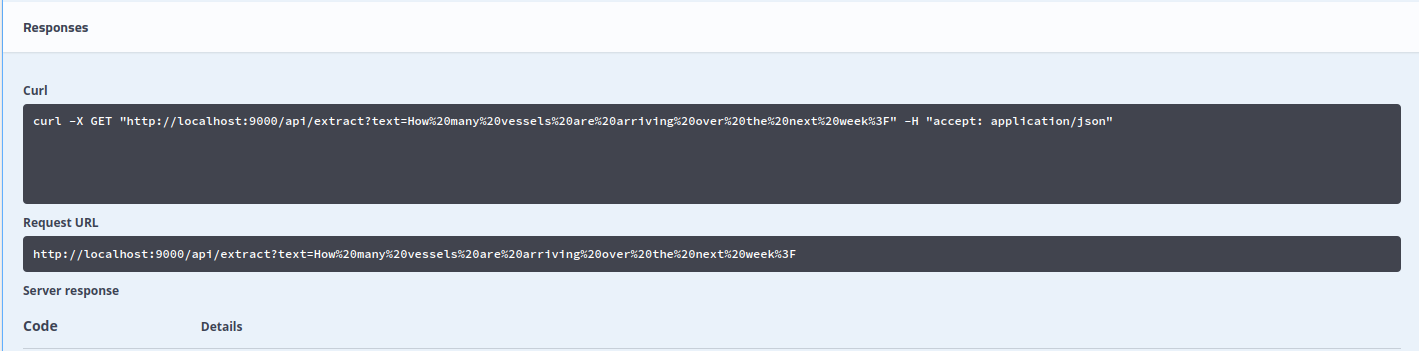 Responses
Curl
curl -X GET "http://localhost:9000/api/extract?text=How%20many%20vessels%20are%20arriving%20over%20the%20next%20week%3F" -H "accept: application/json"
Request URL
http://localhost:9000/api/extract?text=How%20many%20vessels%20are%20arriving%20over%20the%20next%20week%3F
Server response
Code Details